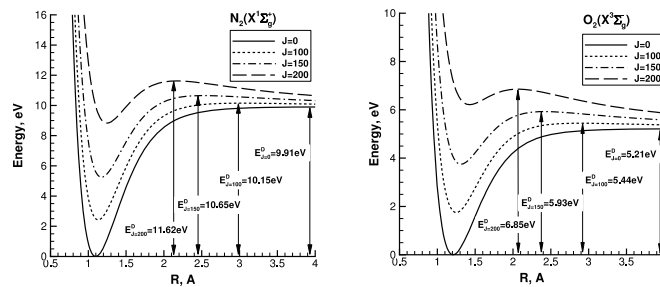 N₂(X¹Σg⁺)
16
14
12
10
8
6
4
2
0
Energy, eV
J=0
J=100
J=150
J=200
E^D_J=0=9.91eV
E^D_J=100=10.15eV
E^D_J=150=10.65eV
E^D_J=200=11.62eV
0.5 1 1.5 2 2.5 3 3.5 4
R, A
O₂(X³Σg⁻)
10
8
6
4
2
0
Energy, eV
J=0
J=100
J=150
J=200
E^D_J=0=5.21eV
E^D_J=100=5.44eV
E^D_J=150=5.93eV
E^D_J=200=6.85eV
0.5 1 1.5 2 2.5 3 3.5
R, A